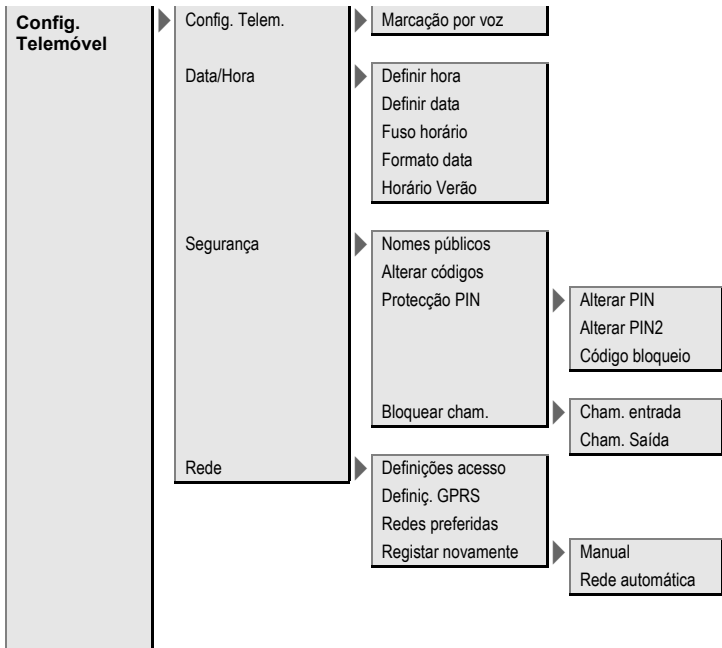 Config.
Telemóvel
Config. Telem.
Marcação por voz
Data/Hora
Definir hora
Definir data
Fuso horário
Formato data
Horário Verão
Segurança
Nomes públicos
Alterar códigos
Protecção PIN
Alterar PIN
Alterar PIN2
Código bloqueio
Bloquear cham.
Cham. entrada
Cham. Saída
Rede
Definições acesso
Definiç. GPRS
Redes preferidas
Registar novamente
Manual
Rede automática